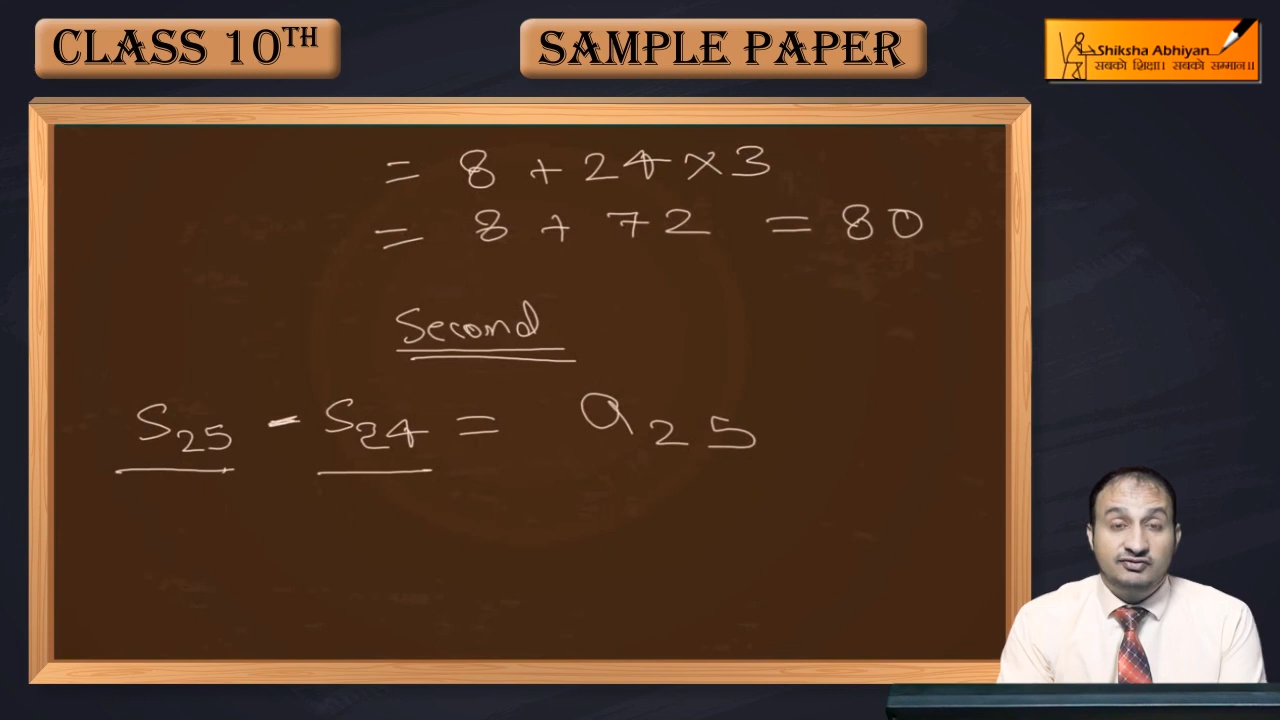 CLASS 10TH
SAMPLE PAPER
Shiksha Abhiyan
सबको शिक्षा। सबको सम्मान॥
= 8 + 24 × 3
= 8 + 72 = 80
Second
S25 - S24 = a25